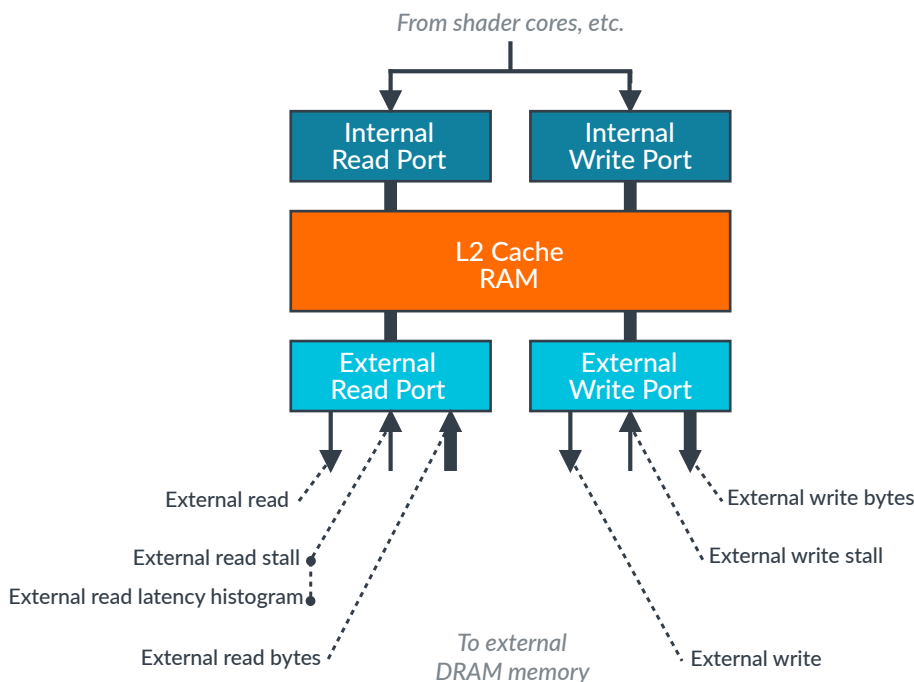 From shader cores, etc.
Internal
Read Port
Internal
Write Port
L2 Cache
RAM
External
Read Port
External
Write Port
External read
External write bytes
External read stall
External write stall
External read latency histogram
External read bytes
To external
DRAM memory
External write